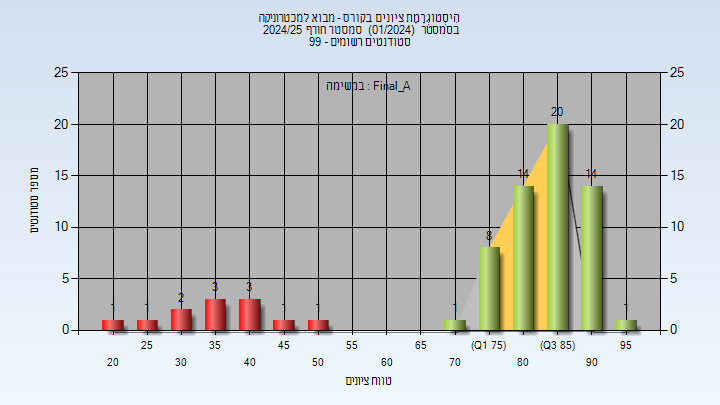 היסטוגרמת ציונים בקורס - מבוא למכטרוניקה
בסמסטר (01/2024) סמסטר חורף 2024/25
סטודנטים רשומים - 99
במשימה : Final_A
25 25
20 20
15 15
10 10
5 5
0 0
מספר סטודנטים
1 1 2 3 3 1 1 1 8 14 20 14 1
25 35 45 55 65 (Q1 75) (Q3 85) 95
20 30 40 50 60 70 80 90
טווח ציונים